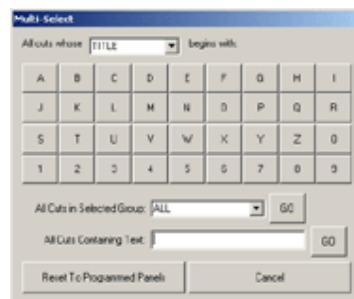 Multi-Select
All cuts whose TITLE begins with:
A B C D E F G H I
J K L M N O P Q R
S T U V W X Y Z 0
1 2 3 4 5 6 7 8 9
All Cuts in Selected Group: ALL GO
All Cuts Containing Text: GO
Reset To Programmed Panels Cancel